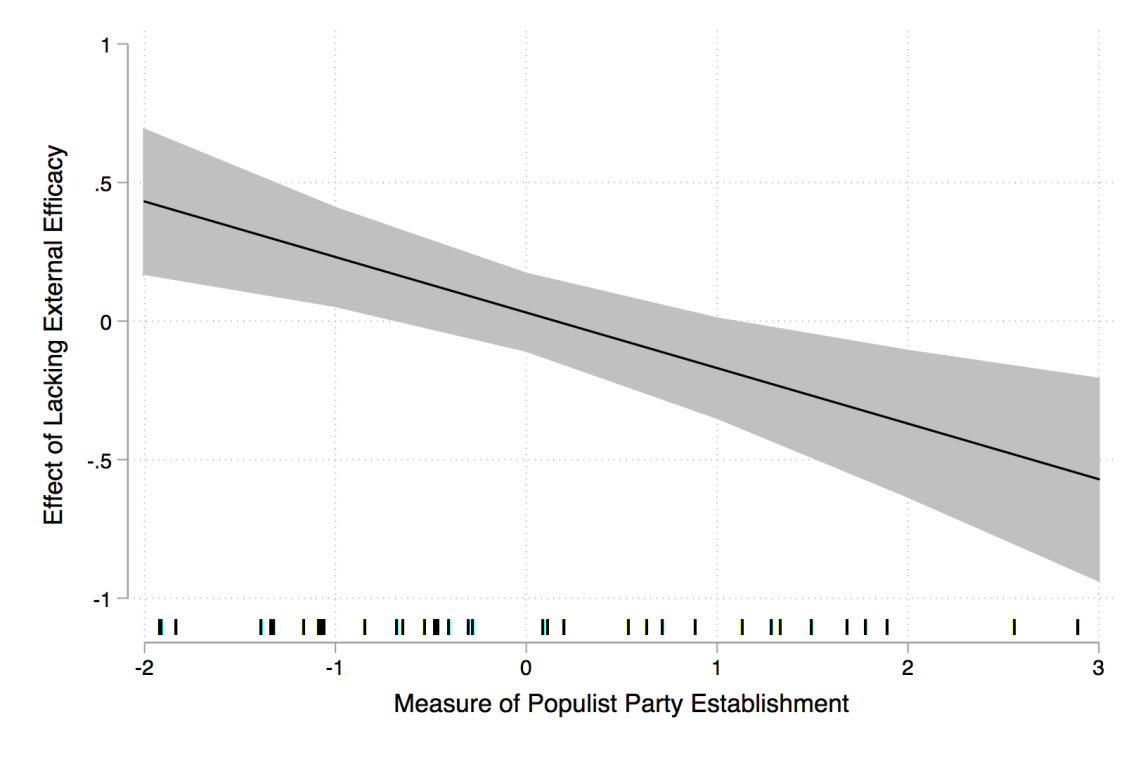 1
.5
0
-.5
-1
Effect of Lacking External Efficacy
-2 -1 0 1 2 3
Measure of Populist Party Establishment